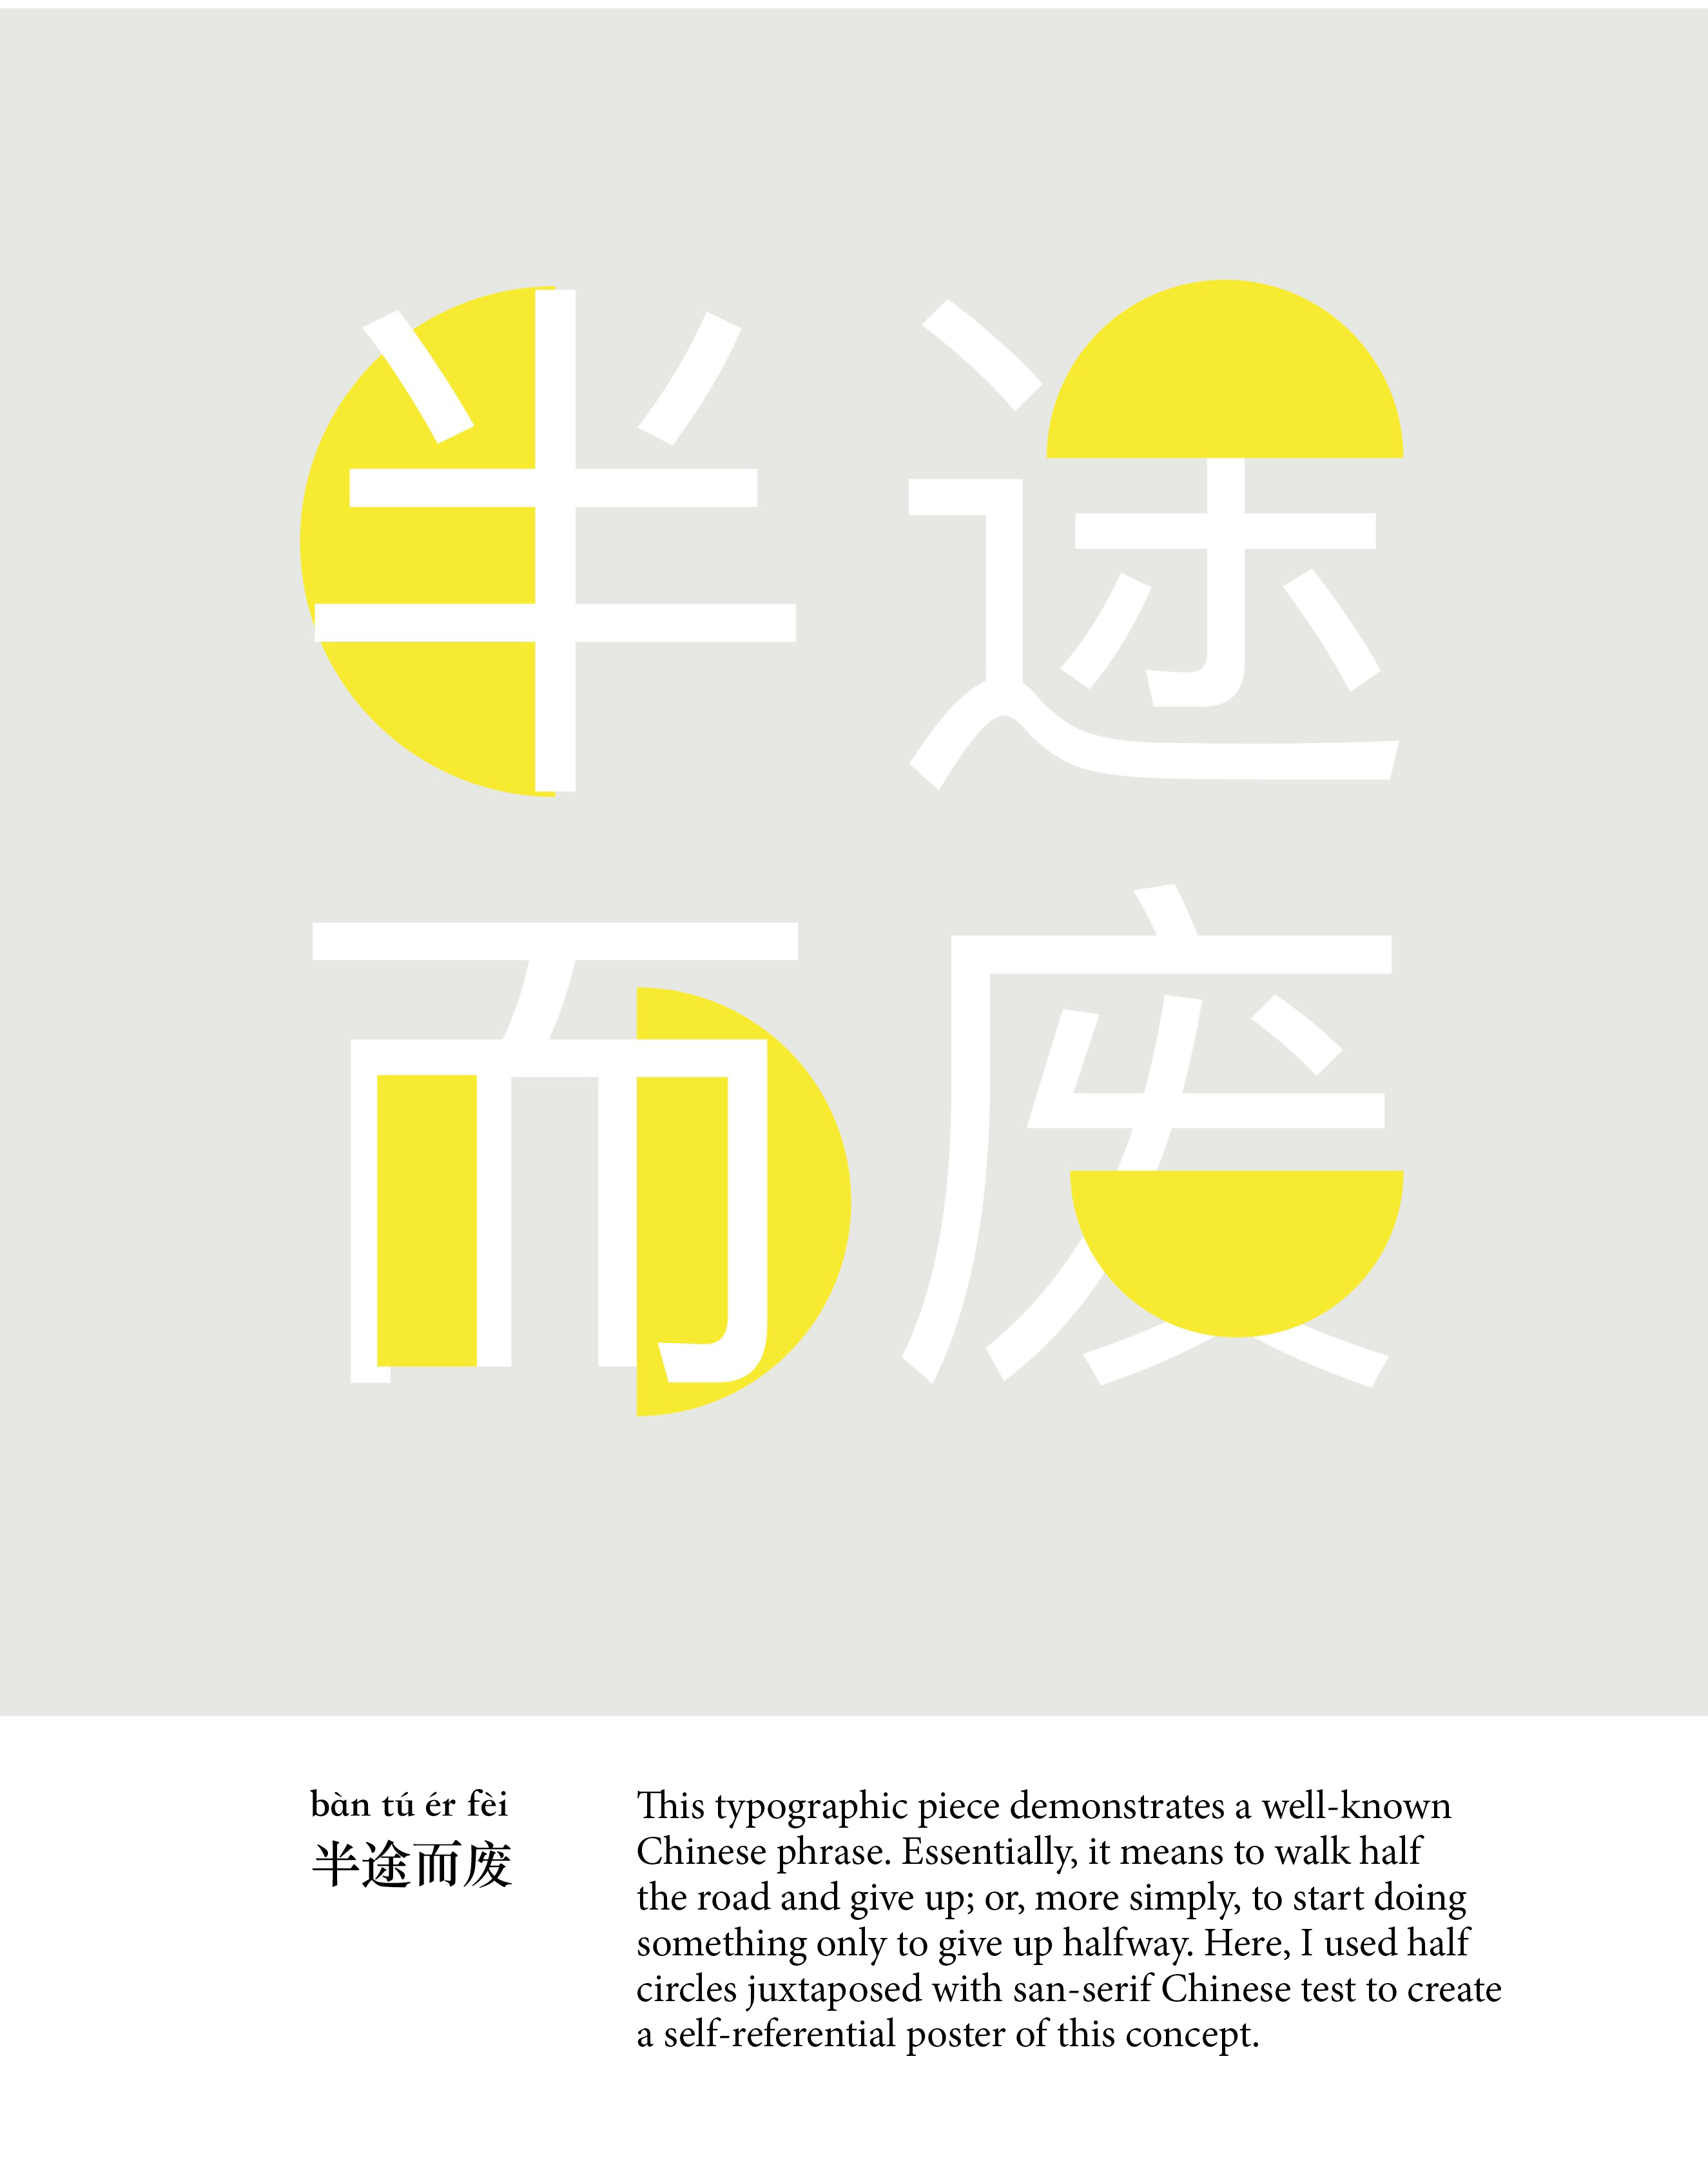 半途
而废
bàn tú ér fèi
半途而废
This typographic piece demonstrates a well-known
Chinese phrase. Essentially, it means to walk half
the road and give up; or, more simply, to start doing
something only to give up halfway. Here, I used half
circles juxtaposed with san-serif Chinese test to create
a self-referential poster of this concept.